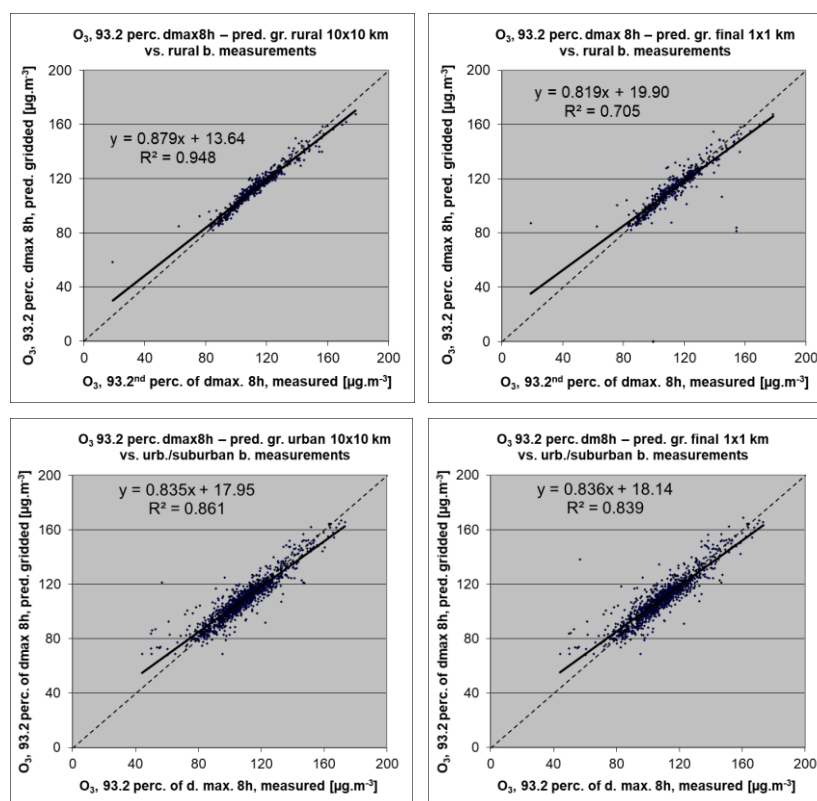 O₃, 93.2 perc. dmax8h – pred. gr. rural 10x10 km
vs. rural b. measurements
y = 0.879x + 13.64
R² = 0.948
O₃, 93.2 perc. dmax 8h, pred. gridded [µg.m⁻³]
200
160
120
80
40
0
0 40 80 120 160 200
O₃, 93.2ⁿᵈ perc. of dmax. 8h, measured [µg.m⁻³]
O₃, 93.2 perc. dmax 8h – pred. gr. final 1x1 km
vs. rural b. measurements
y = 0.819x + 19.90
R² = 0.705
O₃, 93.2 perc. dmax 8h, pred. gridded [µg.m⁻³]
200
160
120
80
40
0
0 40 80 120 160 200
O₃, 93.2ⁿᵈ perc. of dmax. 8h, measured [µg.m⁻³]
O₃ 93.2 perc. dmax8h – pred. gr. urban 10x10 km
vs. urb./suburban b. measurements
y = 0.835x + 17.95
R² = 0.861
O₃, 93.2 perc. of dmax 8h, pred. gridded [µg.m⁻³]
200
160
120
80
40
0
0 40 80 120 160 200
O₃, 93.2 perc. of d. max. 8h, measured [µg.m⁻³]
O₃ 93.2 perc. dm8h – pred. gr. final 1x1 km
vs. urb./suburban b. measurements
y = 0.836x + 18.14
R² = 0.839
O₃, 93.2 perc. of dmax 8h, pred. gridded [µg.m⁻³]
200
160
120
80
40
0
0 40 80 120 160 200
O₃, 93.2 perc. of d. max. 8h, measured [µg.m⁻³]